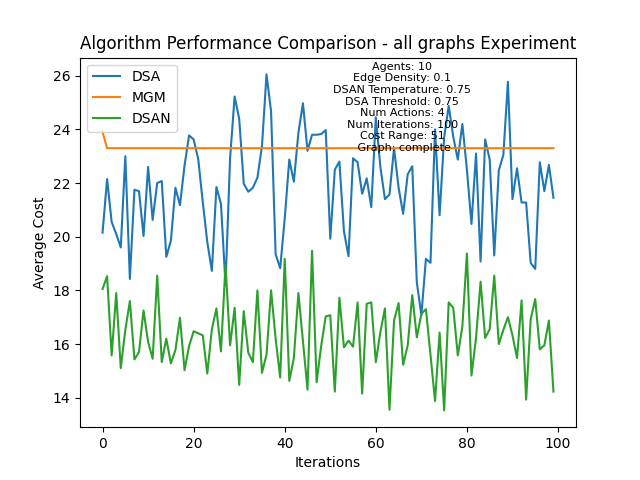 Algorithm Performance Comparison - all graphs Experiment
DSA
MGM
DSAN
Agents: 10
Edge Density: 0.1
DSAN Temperature: 0.75
DSA Threshold: 0.75
Num Actions: 4
Num Iterations: 100
Cost Range: 51
Graph: complete
Average Cost
26
24
22
20
18
16
14
0
20
40
60
80
100
Iterations